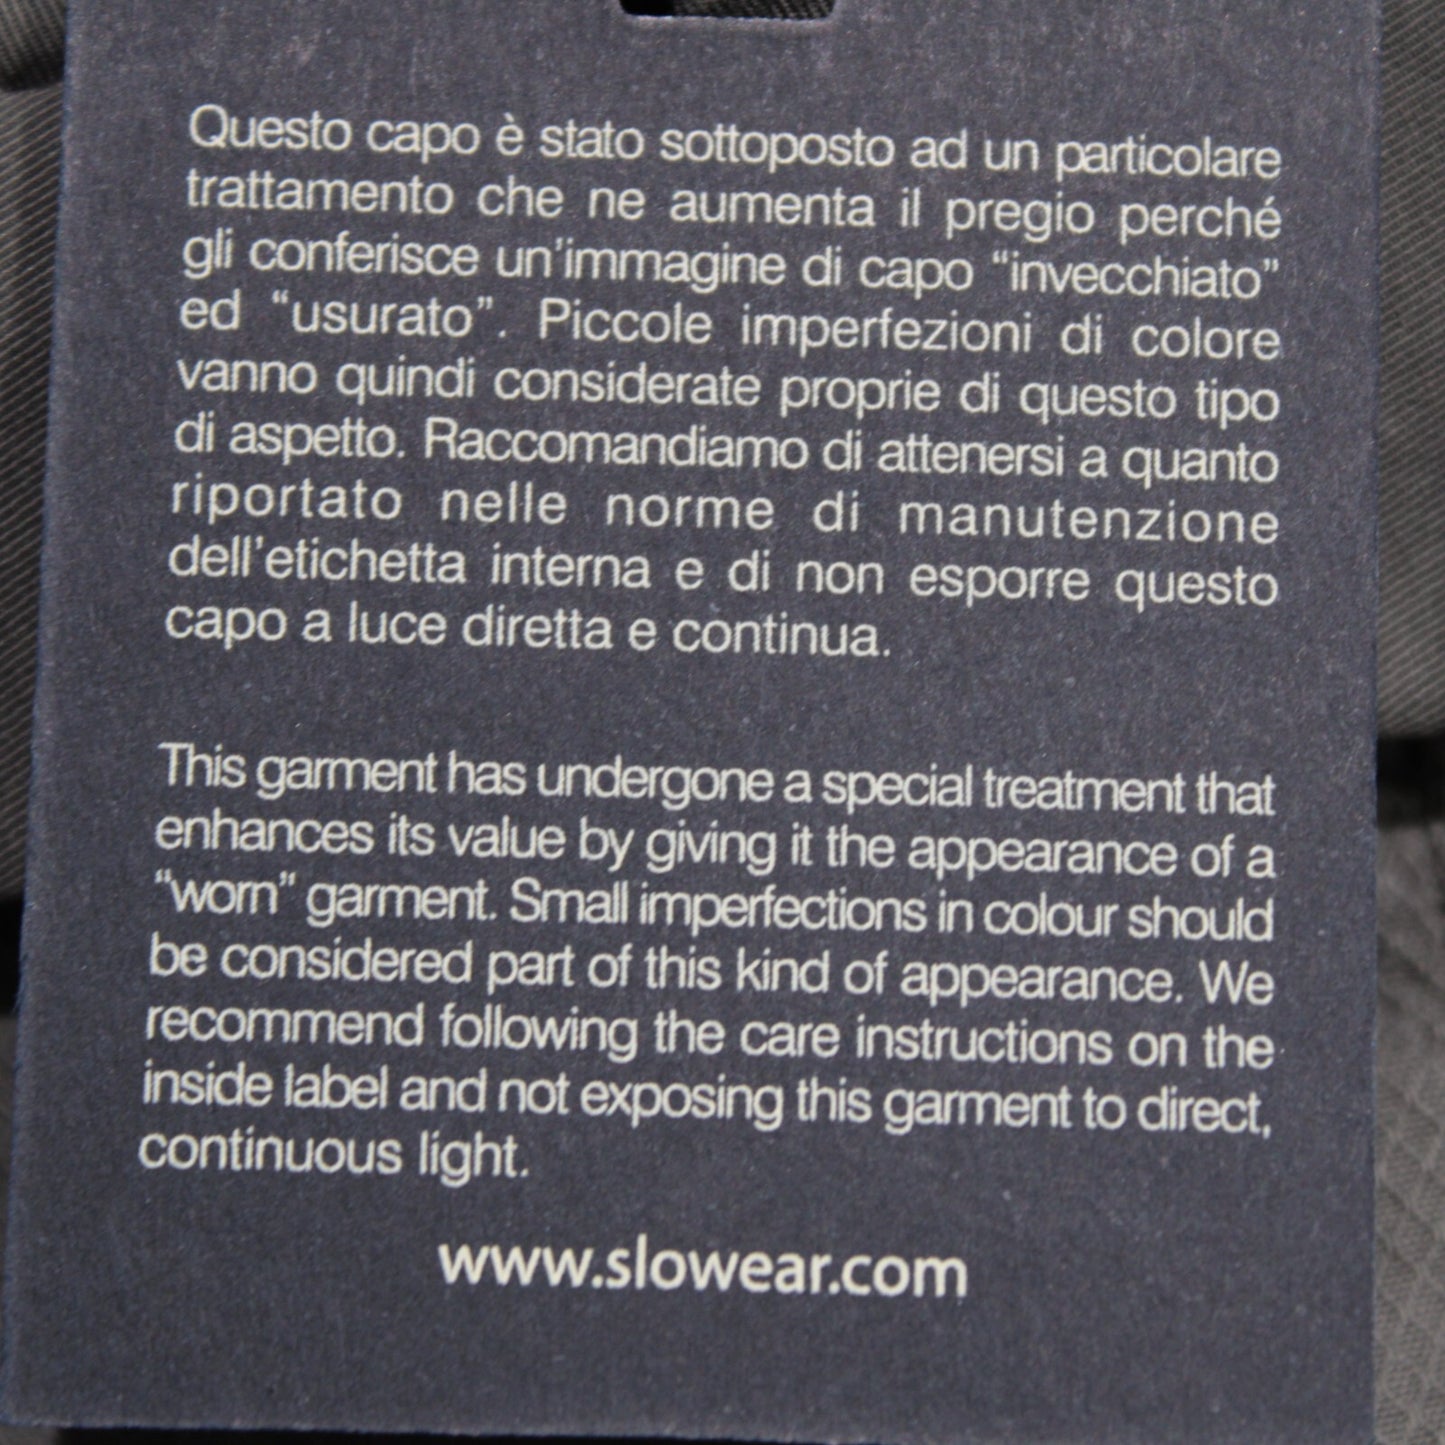 Questo capo è stato sottoposto ad un particolare
trattamento che ne aumenta il pregio perché
gli conferisce un'immagine di capo “invecchiato”
ed “usurato”. Piccole imperfezioni di colore
vanno quindi considerate proprie di questo tipo
di aspetto. Raccomandiamo di attenersi a quanto
riportato nelle norme di manutenzione
dell'etichetta interna e di non esporre questo
capo a luce diretta e continua.
This garment has undergone a special treatment that
enhances its value by giving it the appearance of a
“worn” garment. Small imperfections in colour should
be considered part of this kind of appearance. We
recommend following the care instructions on the
inside label and not exposing this garment to direct,
continuous light.
www.slowear.com